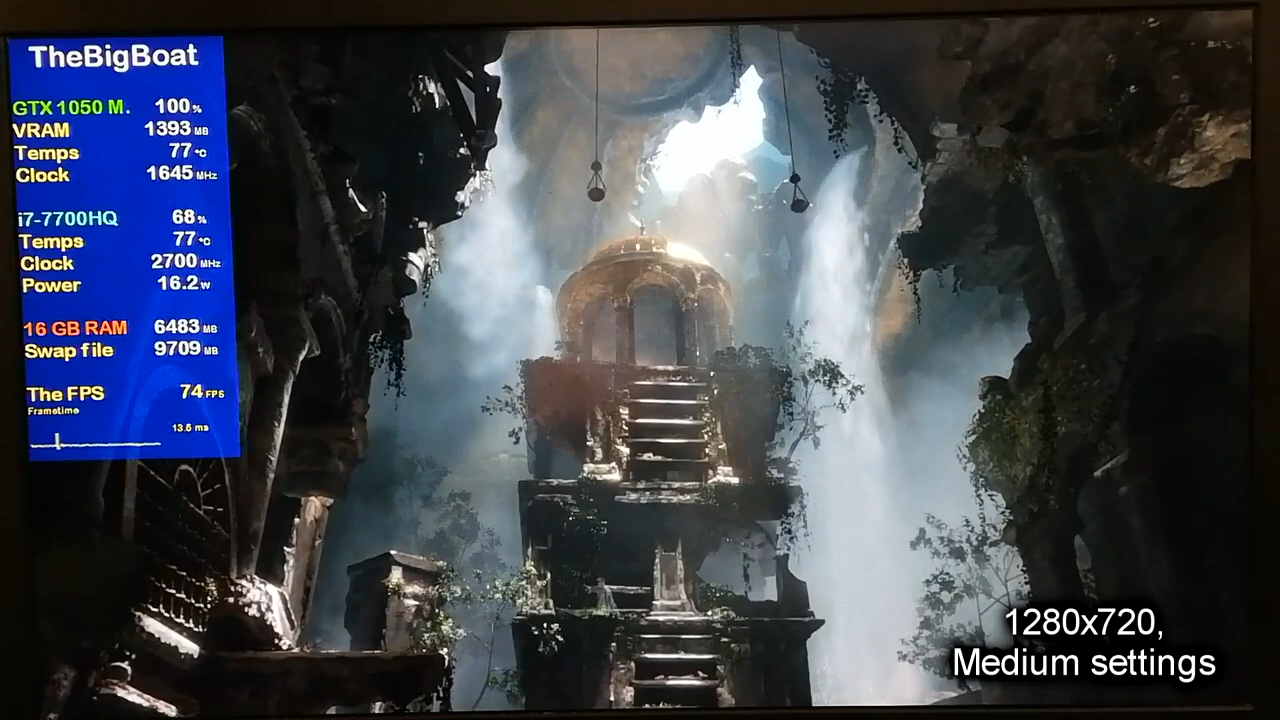 TheBigBoat
GTX 1050 M. 100 %
VRAM 1393 MB
Temps 77 °C
Clock 1645 MHz
i7-7700HQ 68 %
Temps 77 °C
Clock 2700 MHz
Power 16.2 W
16 GB RAM 6483 MB
Swap file 9709 MB
The FPS 74 FPS
Frametime
13.5 ms
1280x720,
Medium settings